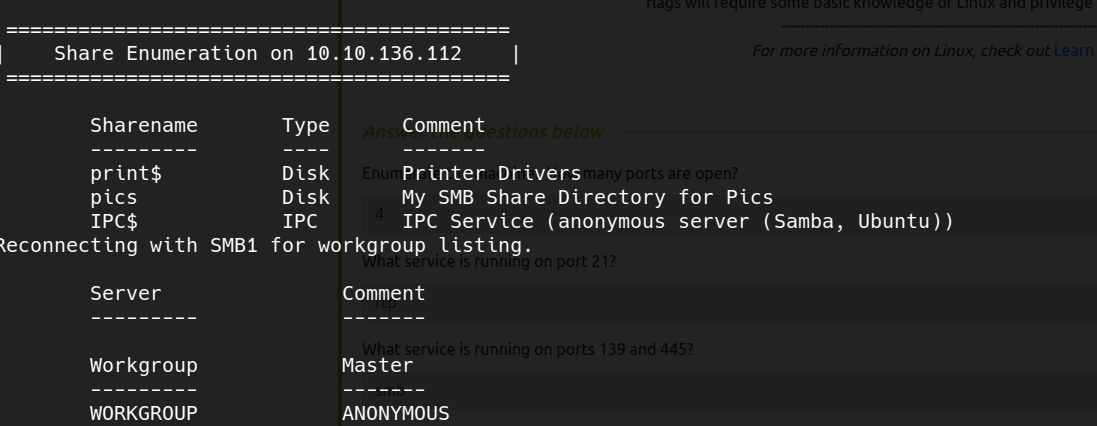 flags will require some basic knowledge of Linux and privilege
===========================================
| Share Enumeration on 10.10.136.112 |
===========================================
For more information on Linux, check out Learn
Sharename Type Comment
--------- ---- -------
Answer the questions below
print$ Disk Printer Drivers
many ports are open?
pics Disk My SMB Share Directory for Pics
4
IPC$ IPC IPC Service (anonymous server (Samba, Ubuntu))
Reconnecting with SMB1 for workgroup listing.
What service is running on port 21?
Server Comment
--------- -------
ftp
What service is running on ports 139 and 445?
Workgroup Master
--------- -------
smb
WORKGROUP ANONYMOUS